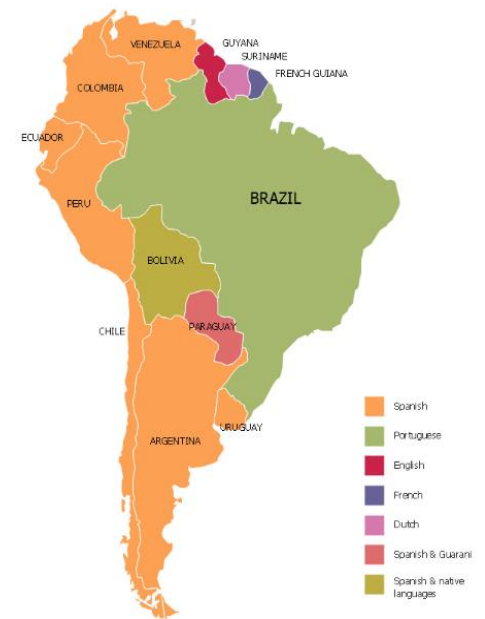 GUYANA
VENEZUELA
SURINAME
FRENCH GUIANA
COLOMBIA
ECUADOR
BRAZIL
PERU
BOLIVIA
PARAGUAY
CHILE
URUGUAY
ARGENTINA
Spanish
Portuguese
English
French
Dutch
Spanish & Guarani
Spanish & native
languages